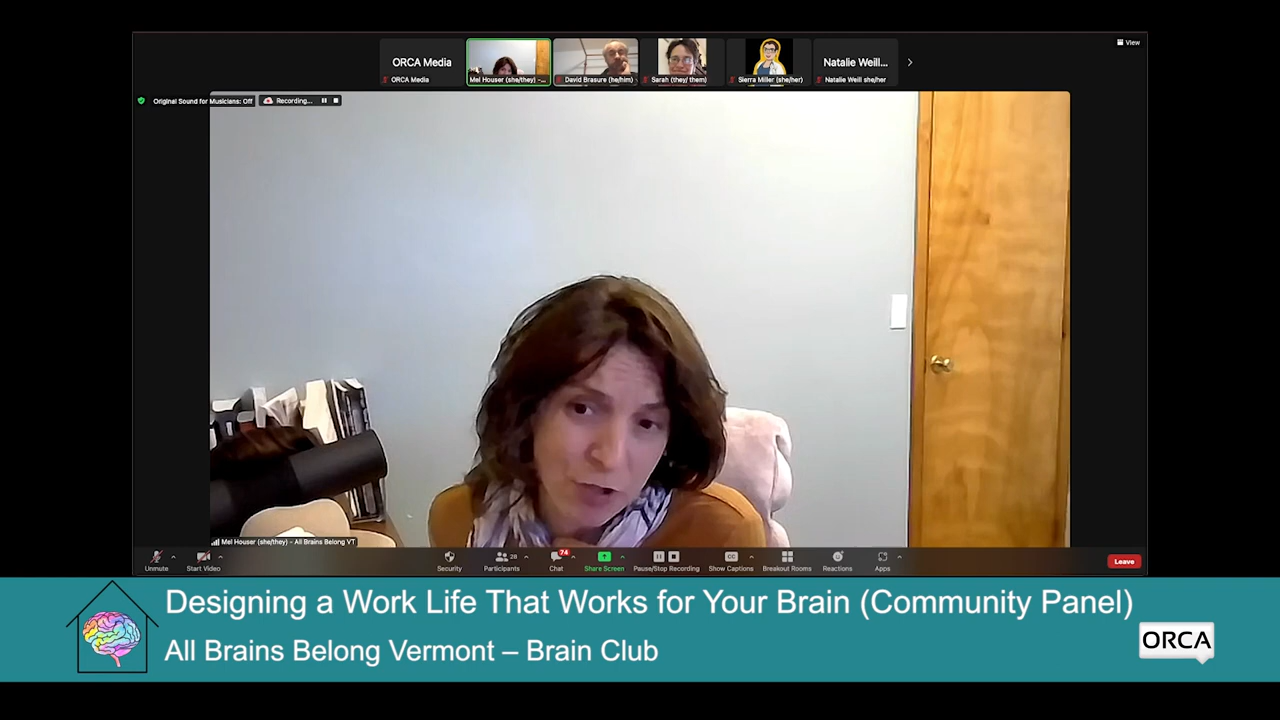 View
ORCA Media
Natalie Weill...
ORCA Media
Mel Houser (she/they) -...
David Brasure (he/him) -
Sarah (they/ them)
Sierra Miller (she/her)
Natalie Weill she/her
Original Sound for Musicians: Off
Recording...
Mel Houser (she/they) - All Brains Belong VT
74
28
Unmute
Start Video
Security
Participants
Chat
Share Screen
Pause/Stop Recording
CC
Show Captions
Breakout Rooms
Reactions
Apps
Leave
Designing a Work Life That Works for Your Brain (Community Panel)
All Brains Belong Vermont – Brain Club
ORCA